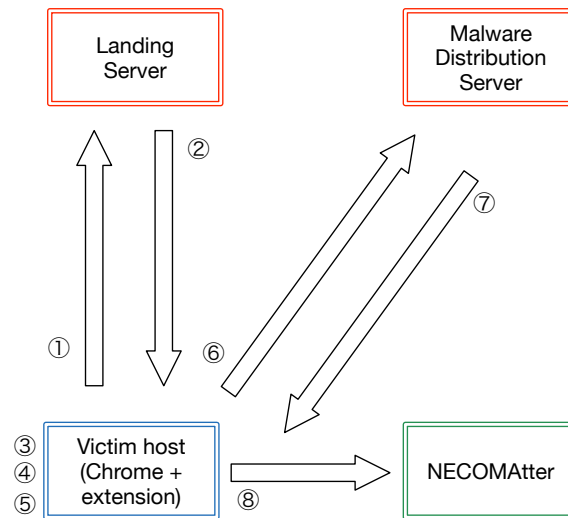 Landing
Server
Malware
Distribution
Server
②
⑦
①
⑥
③
④
⑤
Victim host
(Chrome +
extension)
⑧
NECOMAtter